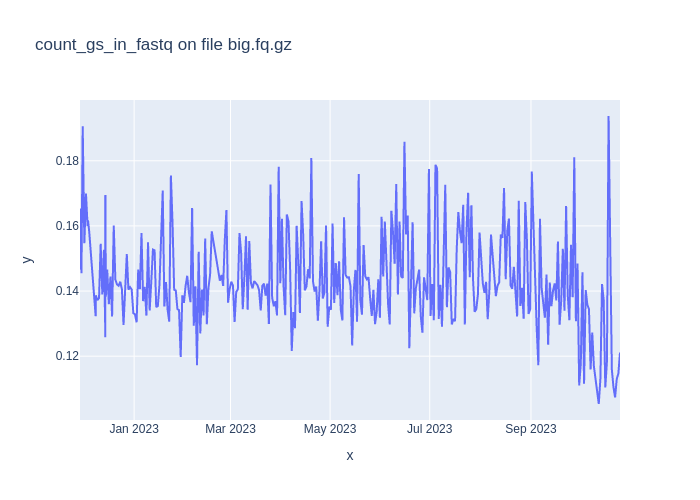 count_gs_in_fastq on file big.fq.gz
0.18
0.16
0.14
0.12
y
Jan 2023
Mar 2023
May 2023
Jul 2023
Sep 2023
x